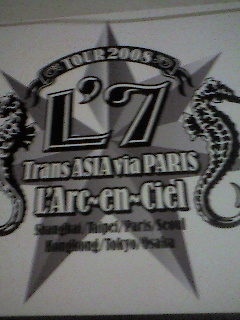 TOUR 2008
L'7
Trans ASIA via PARIS
L'Arc~en~Ciel
Shanghai/Taipei/Paris/Seoul
Hongkong/Tokyo/Osaka